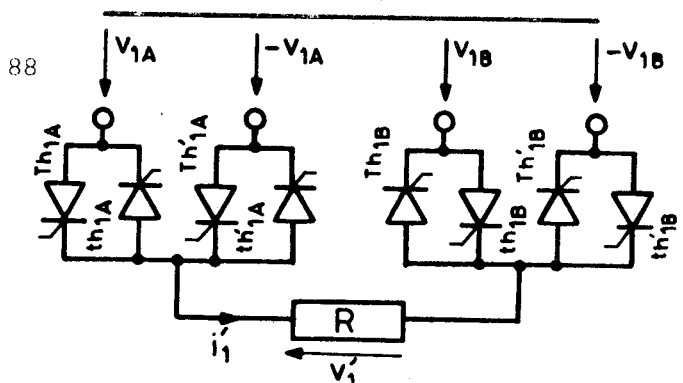 V1A
-V1A
V1B
-V1B
88
Th1A
th1A
Th'1A
th'1A
Th1B
th1B
Th'1B
th'1B
i'1
R
V'1